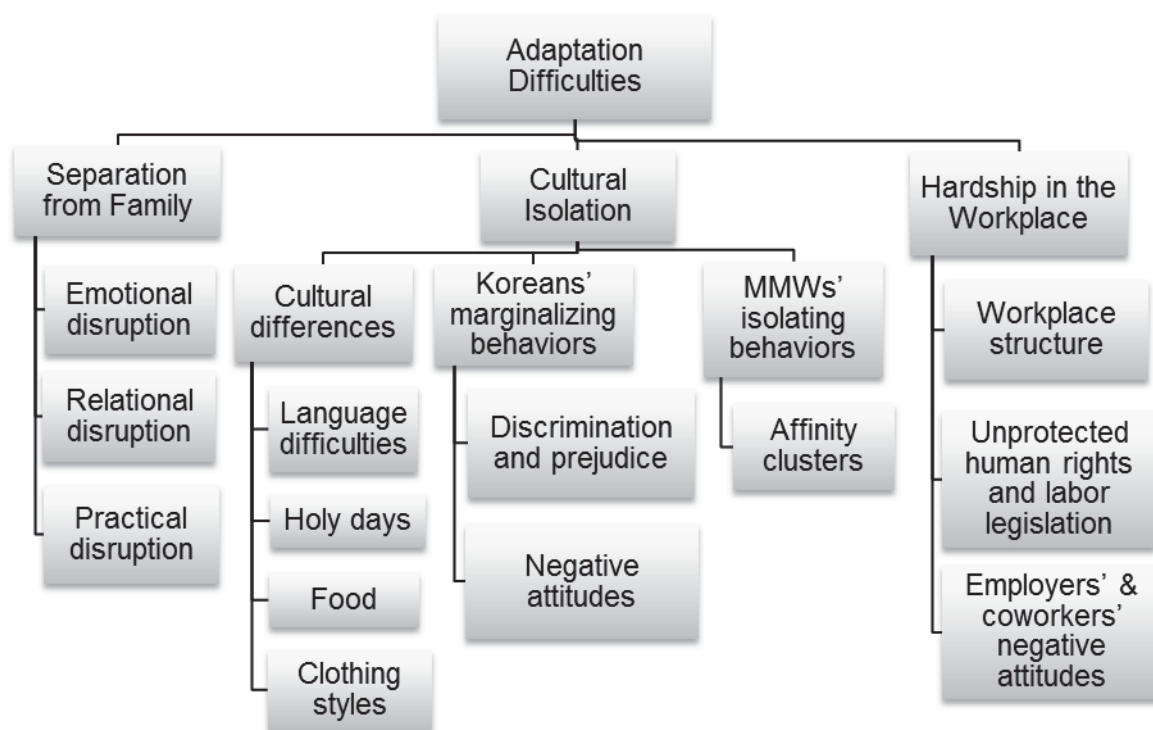 Adaptation
Difficulties
Separation
from Family
Emotional
disruption
Relational
disruption
Practical
disruption
Cultural
Isolation
Cultural
differences
Language
difficulties
Holy days
Food
Clothing
styles
Koreans’
marginalizing
behaviors
Discrimination
and prejudice
Negative
attitudes
MMWs’
isolating
behaviors
Affinity
clusters
Hardship in the
Workplace
Workplace
structure
Unprotected
human rights
and labor
legislation
Employers’ &
coworkers’
negative
attitudes